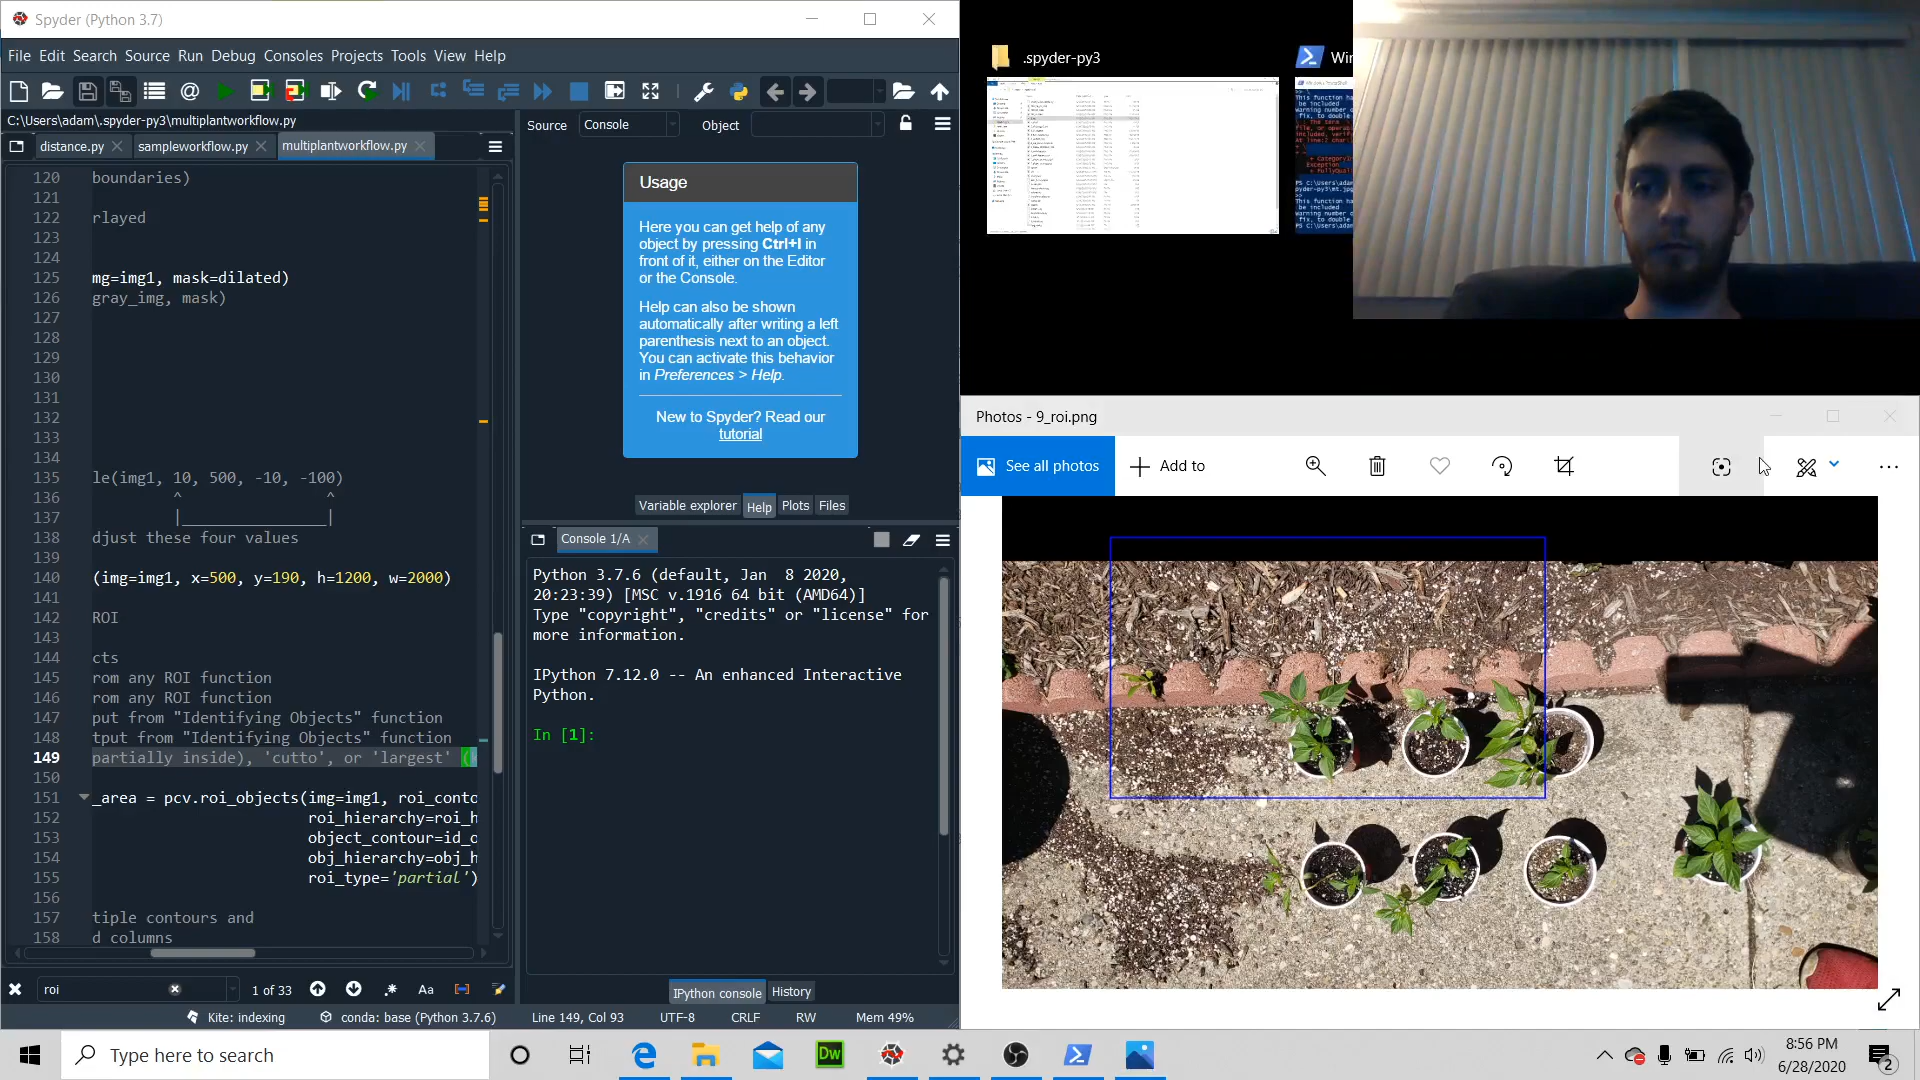 Spyder (Python 3.7)
File Edit Search Source Run Debug Consoles Projects Tools View Help
C:\Users\adam\.spyder-py3\multiplantworkflow.py
distance.py
sampleworkflow.py
multiplantworkflow.py
120 boundaries)
121
122 rlayed
123
124
125 mg=img1, mask=dilated)
126 gray_img, mask)
127
128
129
130
131
132
133
134
135 le(img1, 10, 500, -10, -100)
136 ^ ^
137 |_______________|
138 djust these four values
139
140 (img=img1, x=500, y=190, h=1200, w=2000)
141
142 ROI
143
144 cts
145 rom any ROI function
146 rom any ROI function
147 put from "Identifying Objects" function
148 tput from "Identifying Objects" function
149 partially inside), 'cutto', or 'largest' (
150
151 _area = pcv.roi_objects(img=img1, roi_conto
152 roi_hierarchy=roi_h
153 object_contour=id_o
154 obj_hierarchy=obj_h
155 roi_type='partial')
156
157 tiple contours and
158 d columns
roi
1 of 33
Aa
Kite: indexing
conda: base (Python 3.7.6)
Line 149, Col 93
UTF-8
CRLF
RW
Mem 49%
Source Console Object
Usage
Here you can get help of any
object by pressing Ctrl+I in
front of it, either on the Editor
or the Console.
Help can also be shown
automatically after writing a left
parenthesis next to an object.
You can activate this behavior
in Preferences > Help.
New to Spyder? Read our
tutorial
Variable explorer Help Plots Files
Console 1/A
Python 3.7.6 (default, Jan 8 2020,
20:23:39) [MSC v.1916 64 bit (AMD64)]
Type "copyright", "credits" or "license" for
more information.
IPython 7.12.0 -- An enhanced Interactive
Python.
In [1]:
IPython console History
.spyder-py3
Win
Photos - 9_roi.png
See all photos
Add to
Type here to search
Dw
8:56 PM
6/28/2020
2